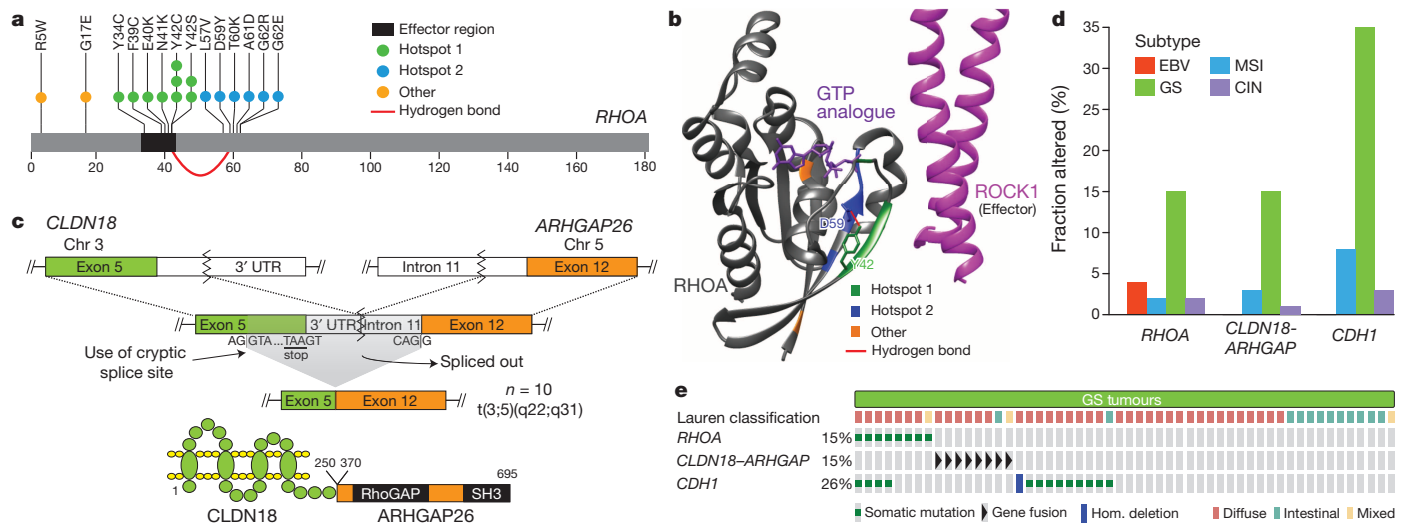 a
R5W
G17E
Y34C
F39C
E40K
N41K
Y42C
Y42S
L57V
D59Y
T60K
A61D
G62R
G62E
Effector region
Hotspot 1
Hotspot 2
Other
Hydrogen bond
RHOA
0 20 40 60 80 100 120 140 160 181
b
GTP
analogue
D59
Y42
RHOA
ROCK1
(Effector)
Hotspot 1
Hotspot 2
Other
Hydrogen bond
c
CLDN18
Chr 3
ARHGAP26
Chr 5
Exon 5 3′ UTR
Intron 11 Exon 12
Exon 5 3′ UTR Intron 11 Exon 12
AG GTA ...TAAGT CAG G
stop
Use of cryptic
splice site
Spliced out
Exon 5 Exon 12
n = 10
t(3;5)(q22;q31)
1
250 370
695
RhoGAP SH3
CLDN18 ARHGAP26
d
Fraction altered (%)
35
30
25
20
15
10
5
0
Subtype
EBV MSI
GS CIN
RHOA CLDN18-
ARHGAP CDH1
e
GS tumours
Lauren classification
RHOA 15%
CLDN18–ARHGAP 15%
CDH1 26%
Somatic mutation Gene fusion Hom. deletion Diffuse Intestinal Mixed